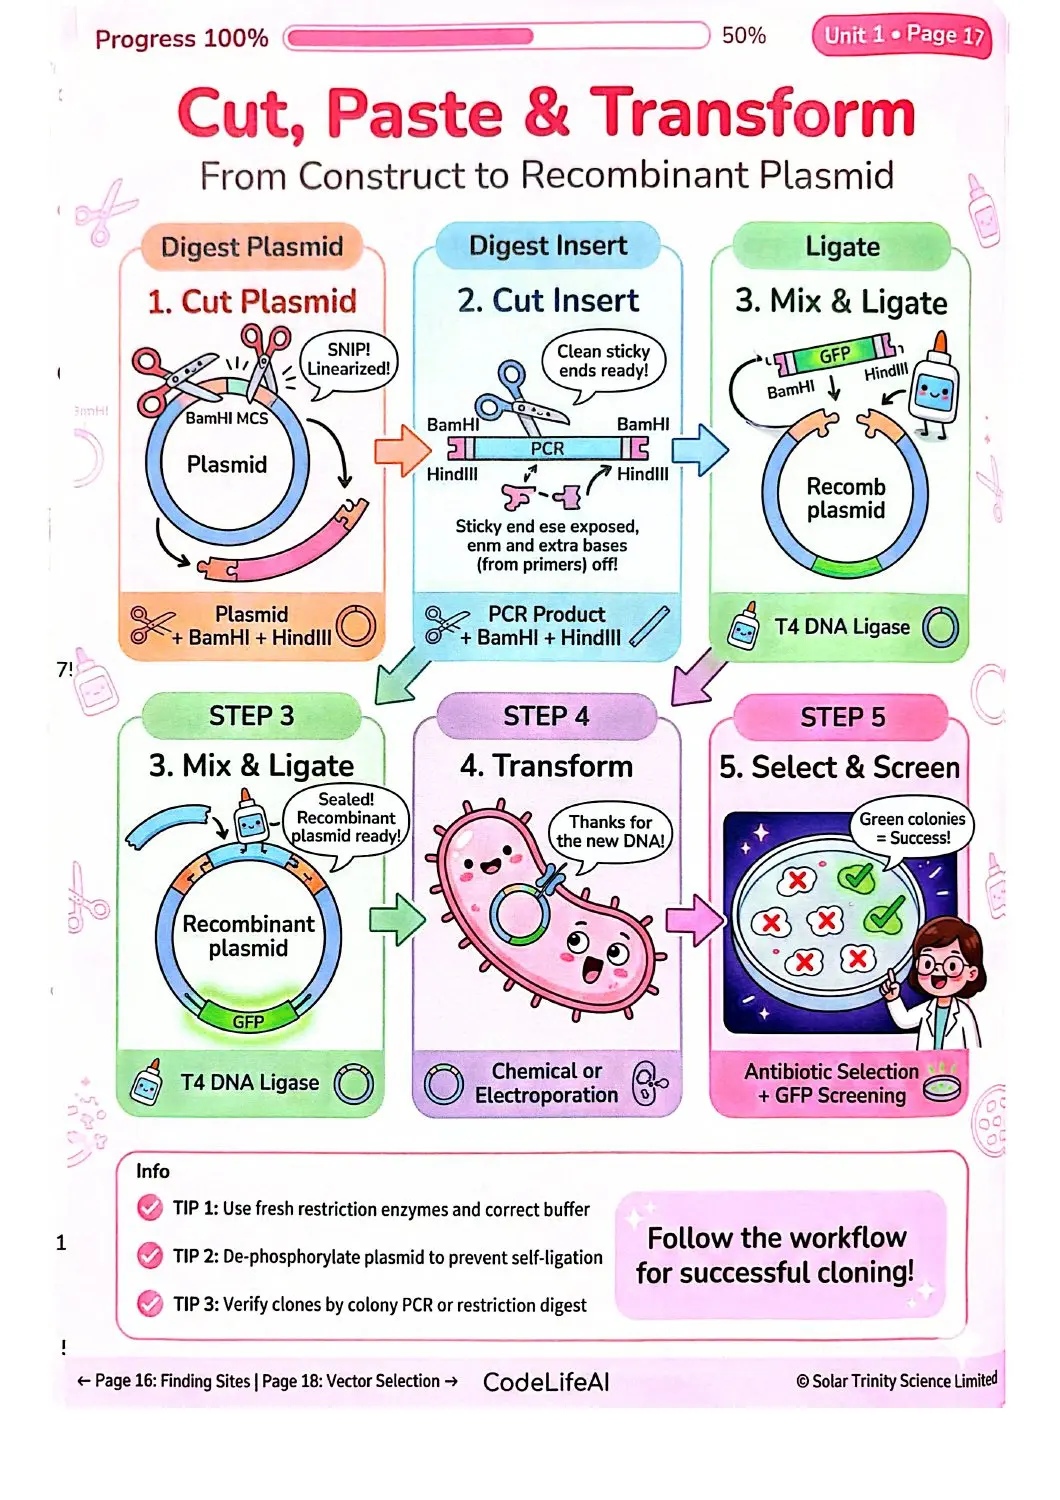 Progress 100%
50%
Unit 1 • Page 17
Cut, Paste & Transform
From Construct to Recombinant Plasmid
Digest Plasmid
1. Cut Plasmid
SNIP!
Linearized!
BamHI MCS
Plasmid
Plasmid
+ BamHI + HindIII
Digest Insert
2. Cut Insert
Clean sticky
ends ready!
BamHI
BamHI
PCR
HindIII
HindIII
Sticky end ese exposed,
enm and extra bases
(from primers) off!
PCR Product
+ BamHI + HindIII
Ligate
3. Mix & Ligate
GFP
BamHI
HindIII
Recomb
plasmid
T4 DNA Ligase
BamHI
7!
STEP 3
3. Mix & Ligate
Sealed!
Recombinant
plasmid ready!
Recombinant
plasmid
GFP
T4 DNA Ligase
STEP 4
4. Transform
Thanks for
the new DNA!
Chemical or
Electroporation
STEP 5
5. Select & Screen
Green colonies
= Success!
Antibiotic Selection
+ GFP Screening
Info
TIP 1: Use fresh restriction enzymes and correct buffer
TIP 2: De-phosphorylate plasmid to prevent self-ligation
TIP 3: Verify clones by colony PCR or restriction digest
Follow the workflow
for successful cloning!
1
!
← Page 16: Finding Sites | Page 18: Vector Selection →
CodeLifeAI
© Solar Trinity Science Limited